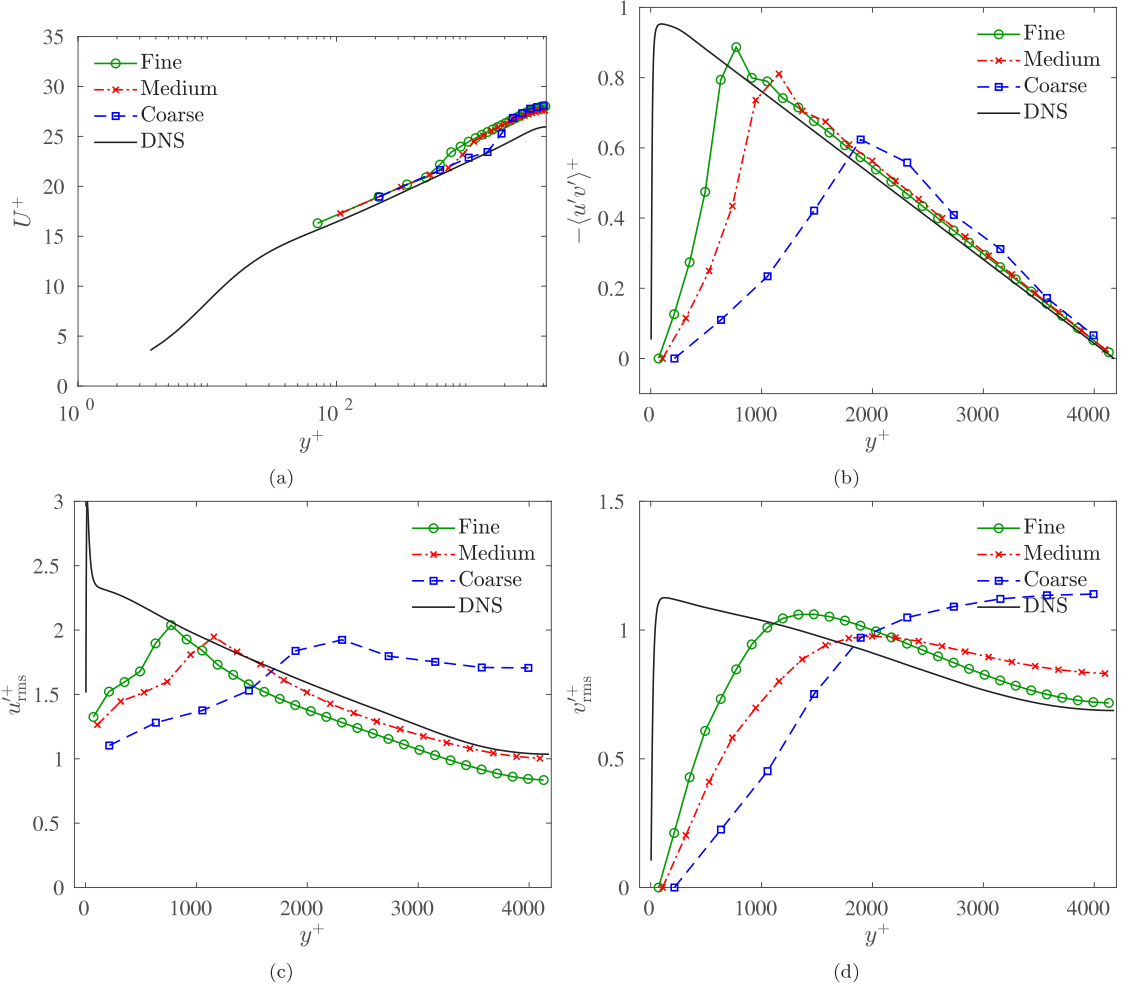 35
30
25
20
15
10
5
0
10^0
10^2
U^+
y^+
Fine
Medium
Coarse
DNS
(a)
1
0.8
0.6
0.4
0.2
0
0
1000
2000
3000
4000
−⟨u′v′⟩^+
y^+
Fine
Medium
Coarse
DNS
(b)
3
2.5
2
1.5
1
0.5
0
0
1000
2000
3000
4000
u′^+_rms
y^+
Fine
Medium
Coarse
DNS
(c)
1.5
1
0.5
0
0
1000
2000
3000
4000
v′^+_rms
y^+
Fine
Medium
Coarse
DNS
(d)